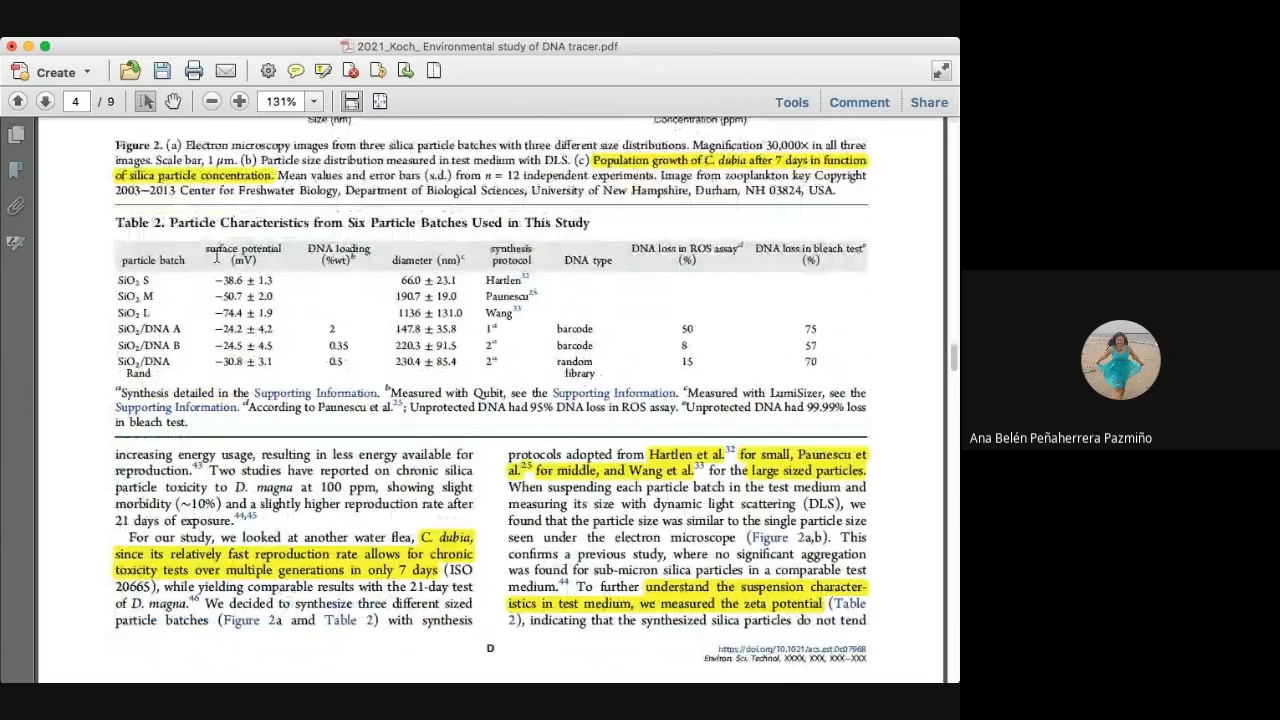 2021_Koch_ Environmental study of DNA tracer.pdf
Create
4 / 9
131%
Tools
Comment
Share
Size (nm)
Concentration (ppm)
Figure 2. (a) Electron microscopy images from three silica particle batches with three different size distributions. Magnification 30,000× in all three
images. Scale bar, 1 μm. (b) Particle size distribution measured in test medium with DLS. (c) Population growth of C. dubia after 7 days in function
of silica particle concentration. Mean values and error bars (s.d.) from n = 12 independent experiments. Image from zooplankton key Copyright
2003−2013 Center for Freshwater Biology, Department of Biological Sciences, University of New Hampshire, Durham, NH 03824, USA.
Table 2. Particle Characteristics from Six Particle Batches Used in This Study
particle batch surface potential (mV) DNA loading (%wt)b diameter (nm)c synthesis protocol DNA type DNA loss in ROS assayd (%) DNA loss in bleach teste (%)
SiO2 S −38.6 ± 1.3 66.0 ± 23.1 Hartlen32
SiO2 M −50.7 ± 2.0 190.7 ± 19.0 Paunescu25
SiO2 L −74.4 ± 1.9 1136 ± 131.0 Wang33
SiO2/DNA A −24.2 ± 4.2 2 147.8 ± 35.8 1a barcode 50 75
SiO2/DNA B −24.5 ± 4.5 0.35 220.3 ± 91.5 2a barcode 8 57
SiO2/DNA Rand −30.8 ± 3.1 0.5 230.4 ± 85.4 2a random library 15 70
aSynthesis detailed in the Supporting Information. bMeasured with Qubit, see the Supporting Information. cMeasured with LumiSizer, see the
Supporting Information. dAccording to Paunescu et al.25; Unprotected DNA had 95% DNA loss in ROS assay. eUnprotected DNA had 99.99% loss
in bleach test.
increasing energy usage, resulting in less energy available for
reproduction.43 Two studies have reported on chronic silica
particle toxicity to D. magna at 100 ppm, showing slight
morbidity (∼10%) and a slightly higher reproduction rate after
21 days of exposure.44,45
For our study, we looked at another water flea, C. dubia,
since its relatively fast reproduction rate allows for chronic
toxicity tests over multiple generations in only 7 days (ISO
20665), while yielding comparable results with the 21-day test
of D. magna.46 We decided to synthesize three different sized
particle batches (Figure 2a amd Table 2) with synthesis
protocols adopted from Hartlen et al.32 for small, Paunescu et
al.25 for middle, and Wang et al.33 for the large sized particles.
When suspending each particle batch in the test medium and
measuring its size with dynamic light scattering (DLS), we
found that the particle size was similar to the single particle size
seen under the electron microscope (Figure 2a,b). This
confirms a previous study, where no significant aggregation
was found for sub-micron silica particles in a comparable test
medium.44 To further understand the suspension character-
istics in test medium, we measured the zeta potential (Table
2), indicating that the synthesized silica particles do not tend
D
https://doi.org/10.1021/acs.est.0c07968
Environ. Sci. Technol. XXXX, XXX, XXX−XXX
Ana Belén Peñaherrera Pazmiño